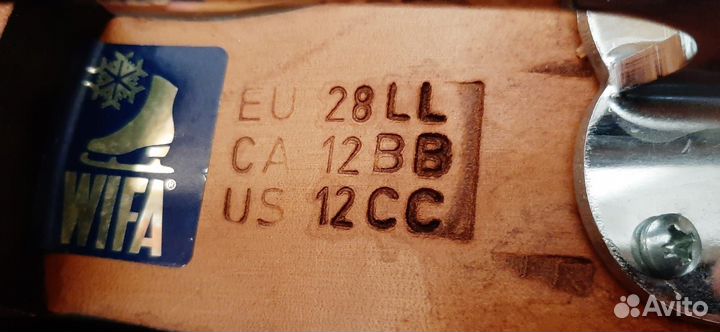 WIFA®
EU 28LL
CA 12BB
US 12CC
Avito